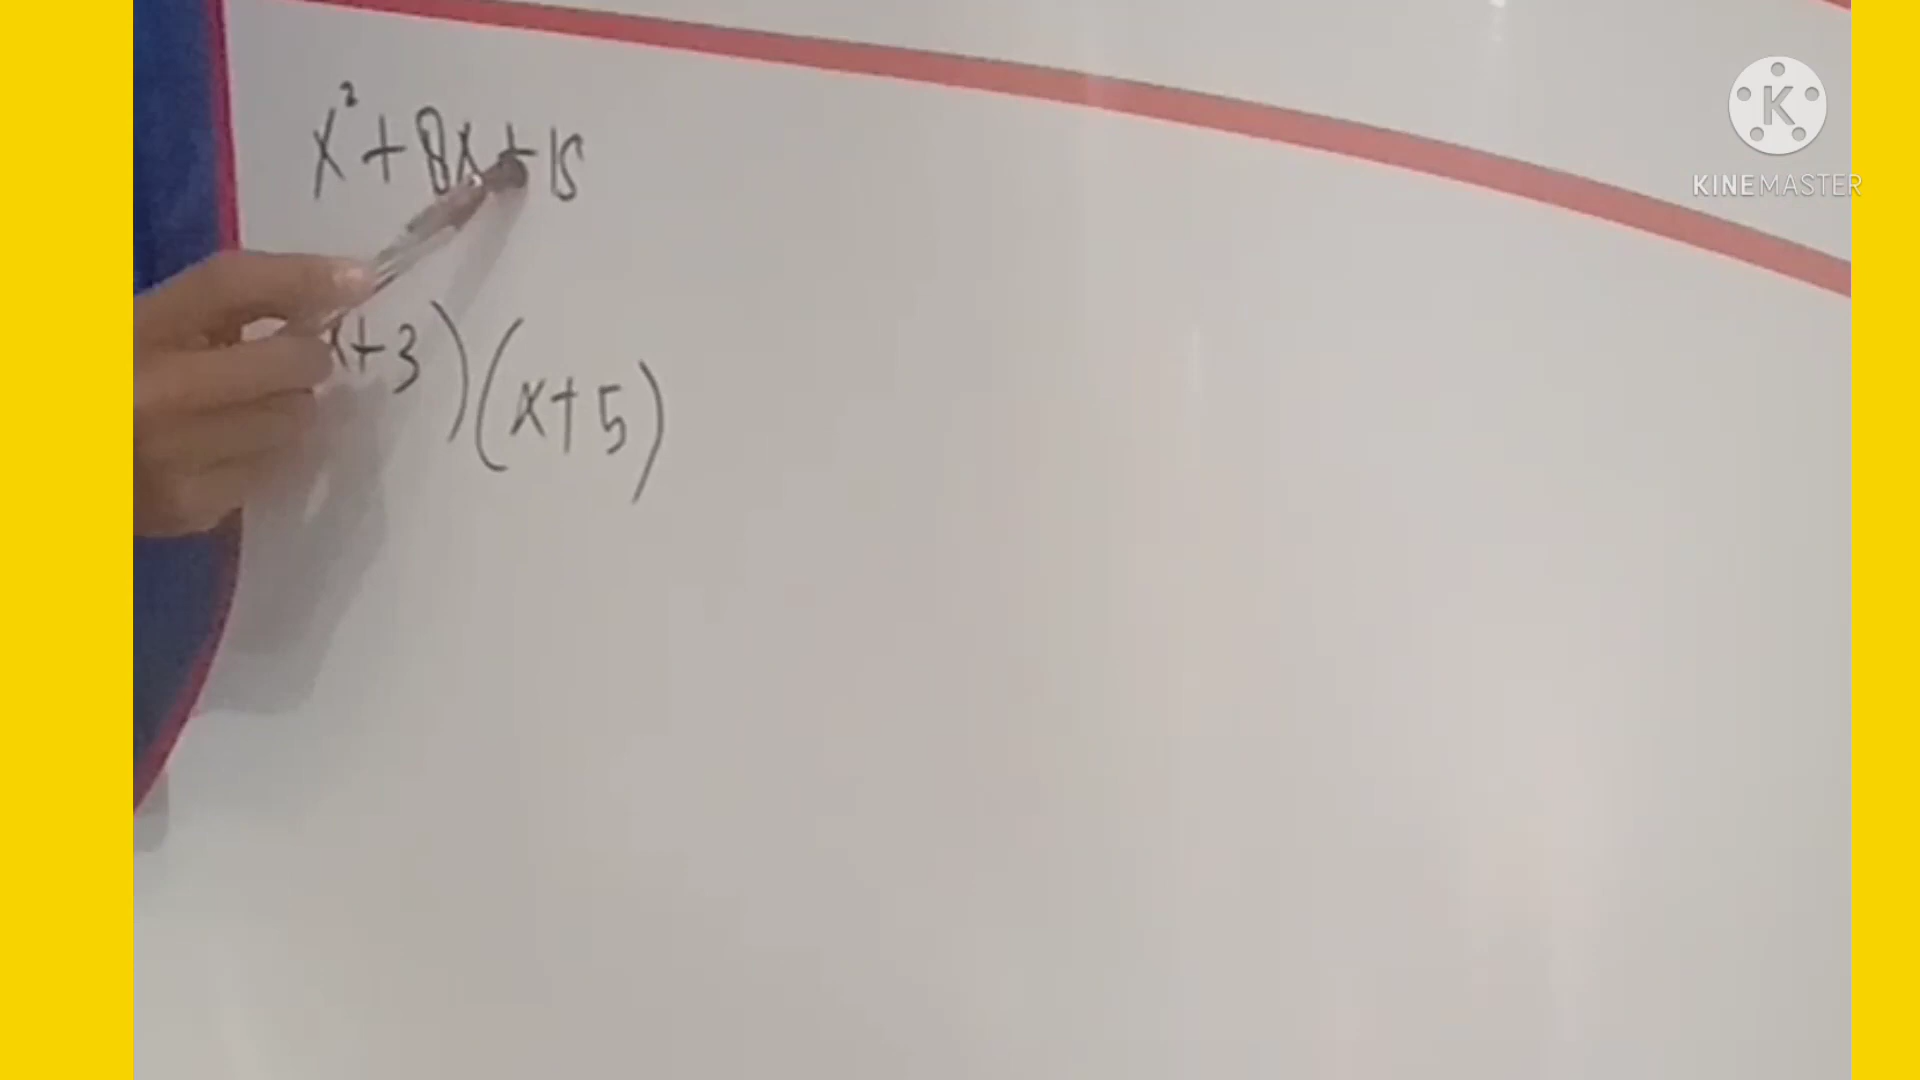 x² + 8x + 15
x + 3 ) ( x + 5 )
K
KINEMASTER